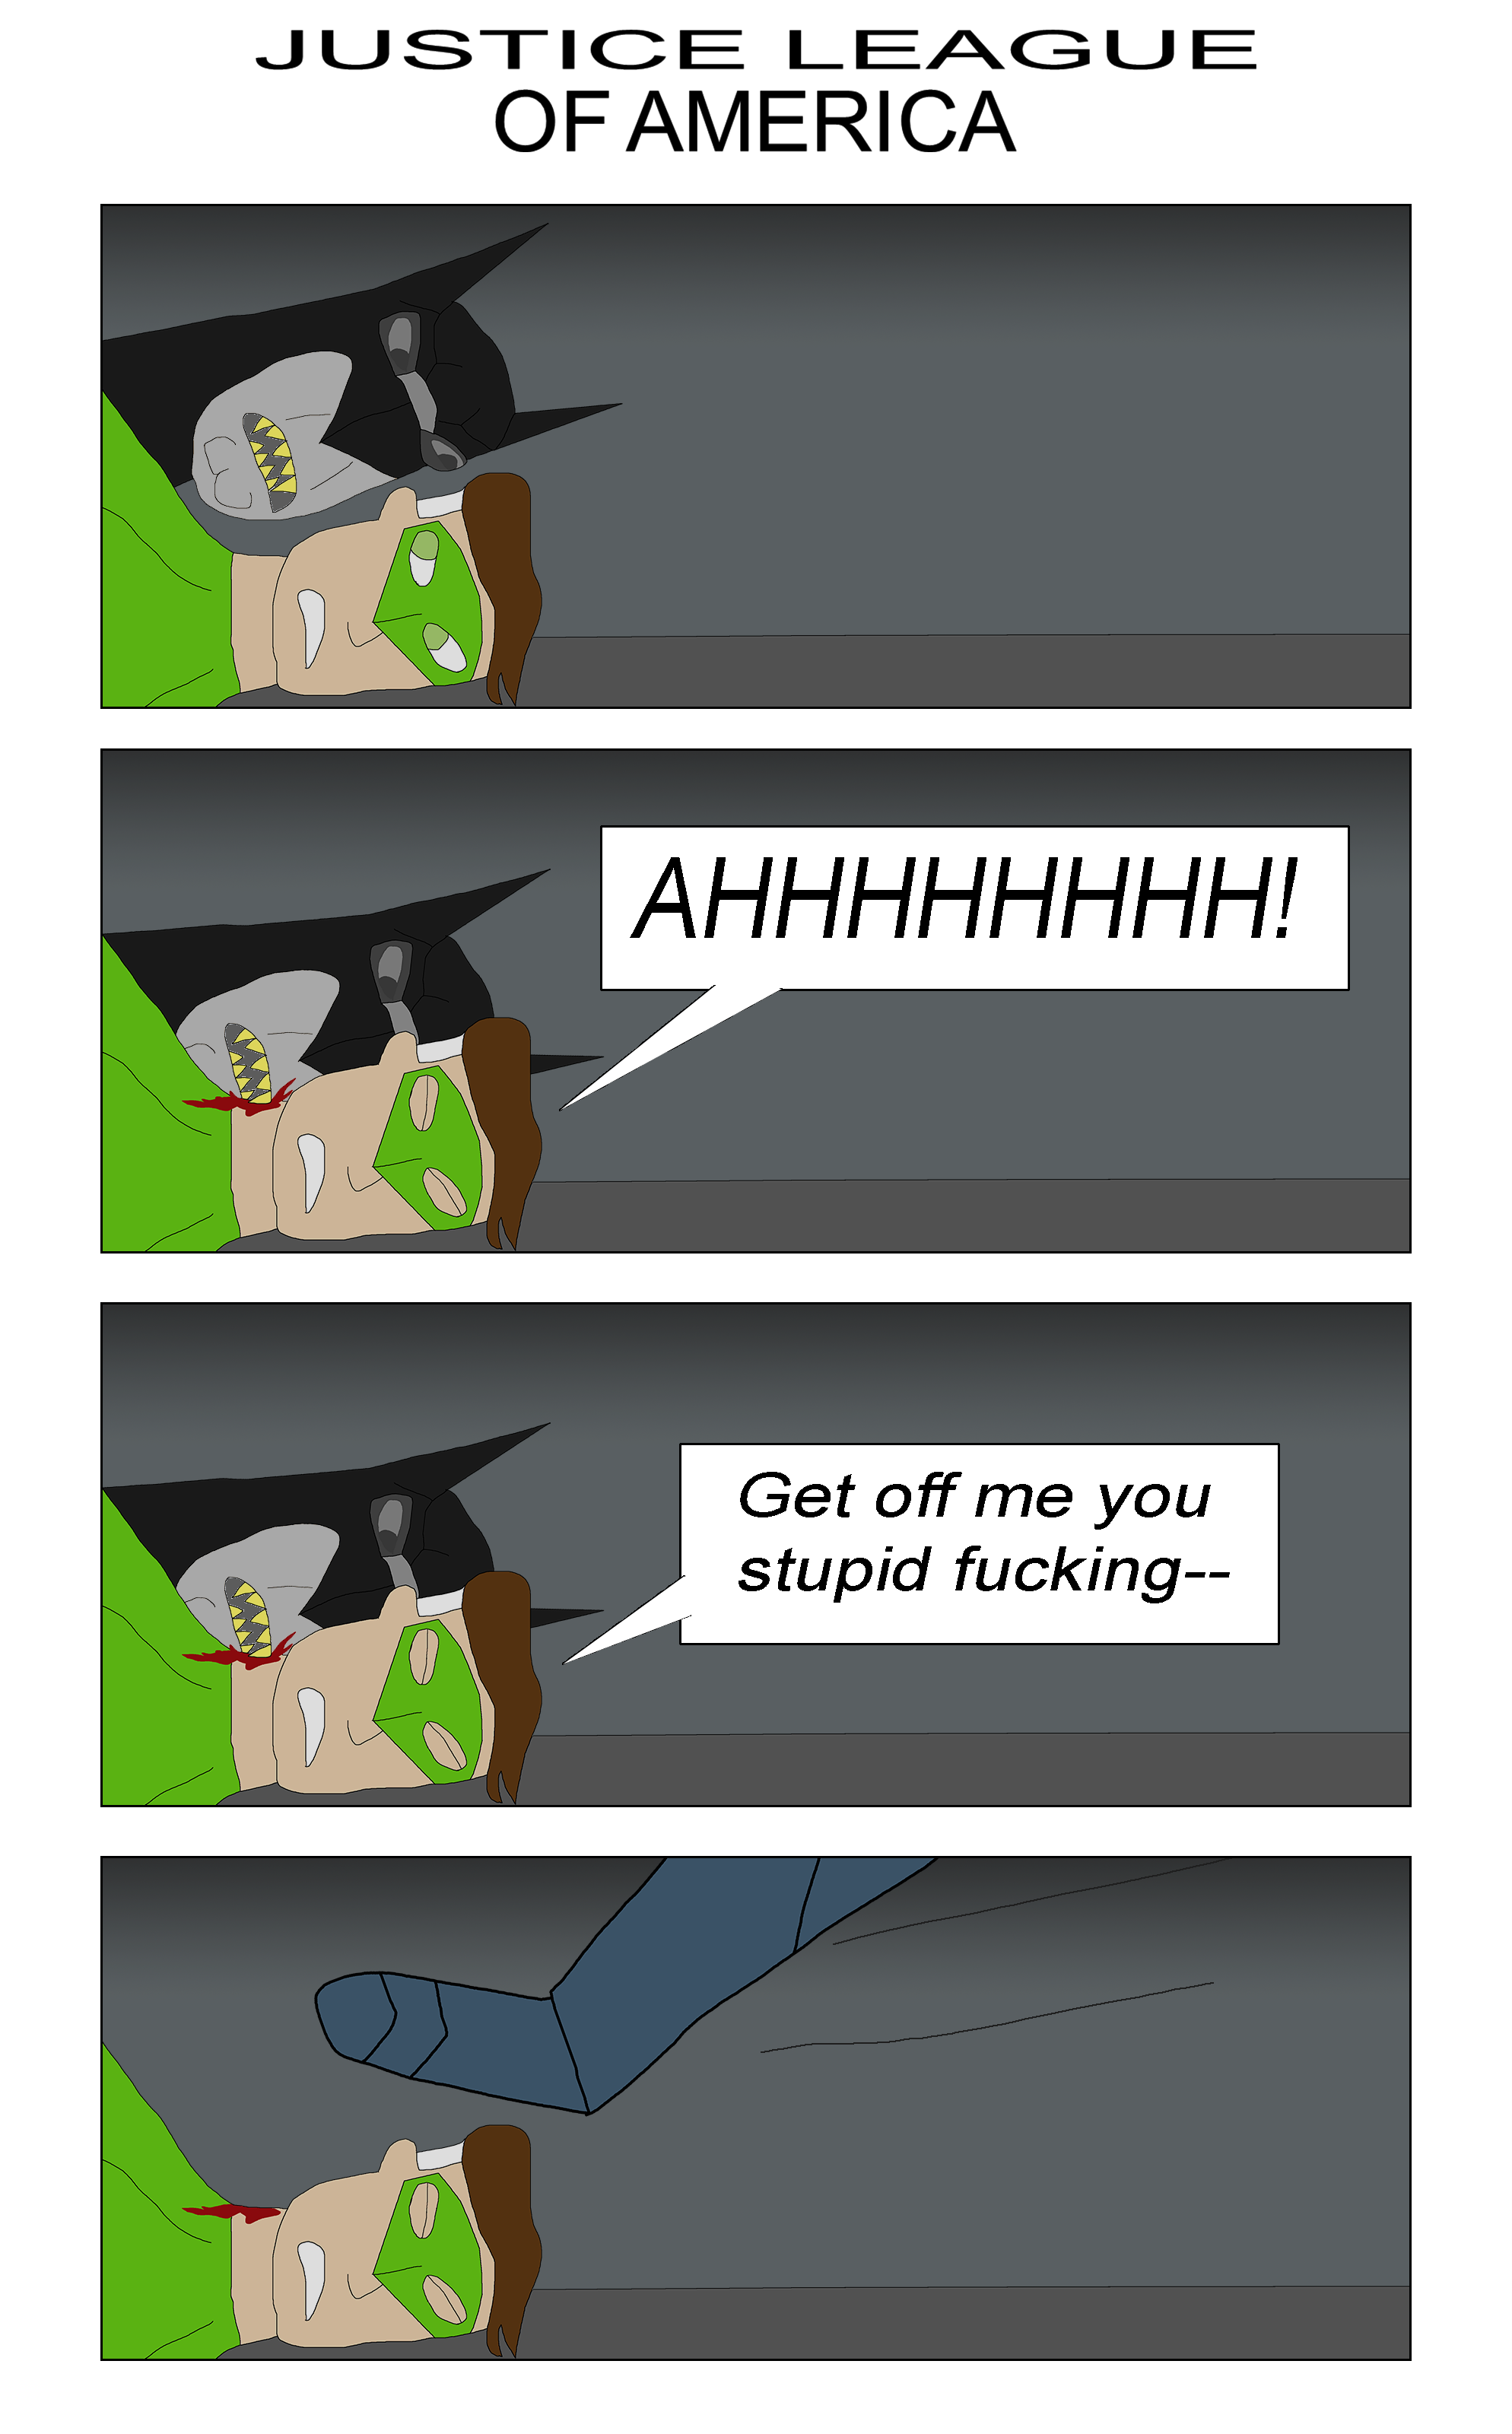 JUSTICE LEAGUE
OF AMERICA
AHHHHHHHH!
Get off me you
stupid fucking--